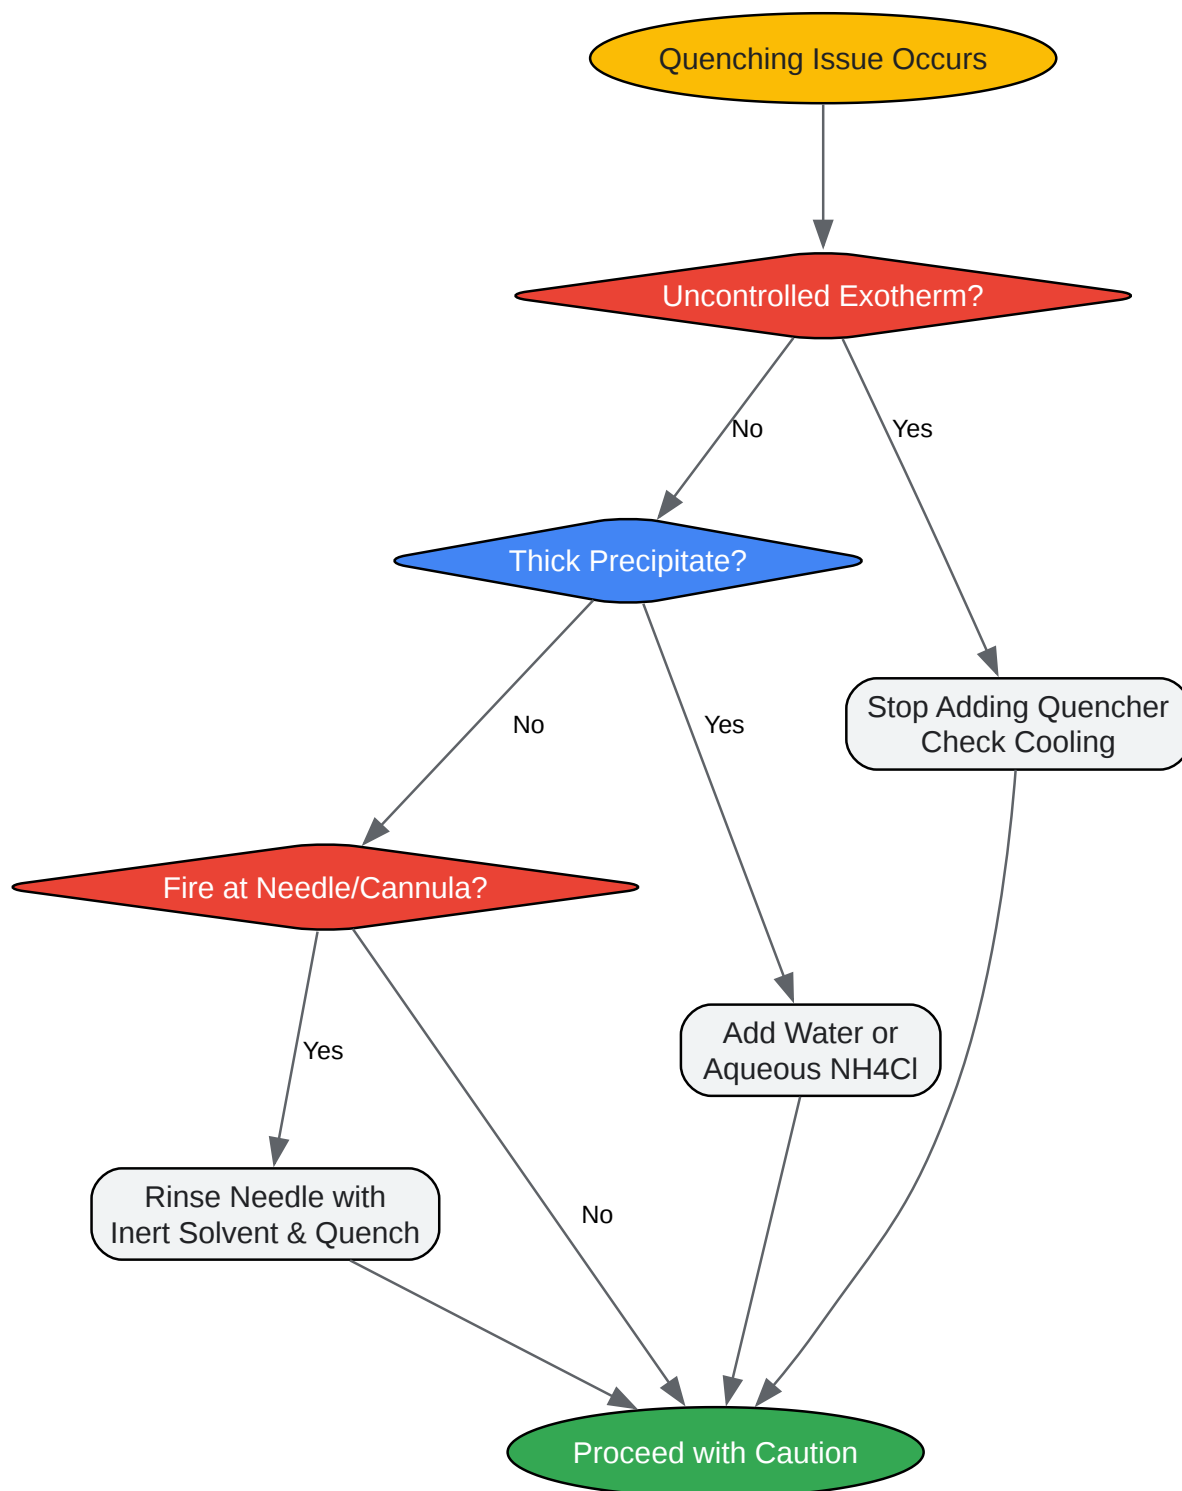 Quenching Issue Occurs
Uncontrolled Exotherm?
No
Yes
Thick Precipitate?
No
Yes
Stop Adding Quencher
Check Cooling
Fire at Needle/Cannula?
Yes
No
Add Water or
Aqueous NH4Cl
Rinse Needle with
Inert Solvent & Quench
Proceed with Caution